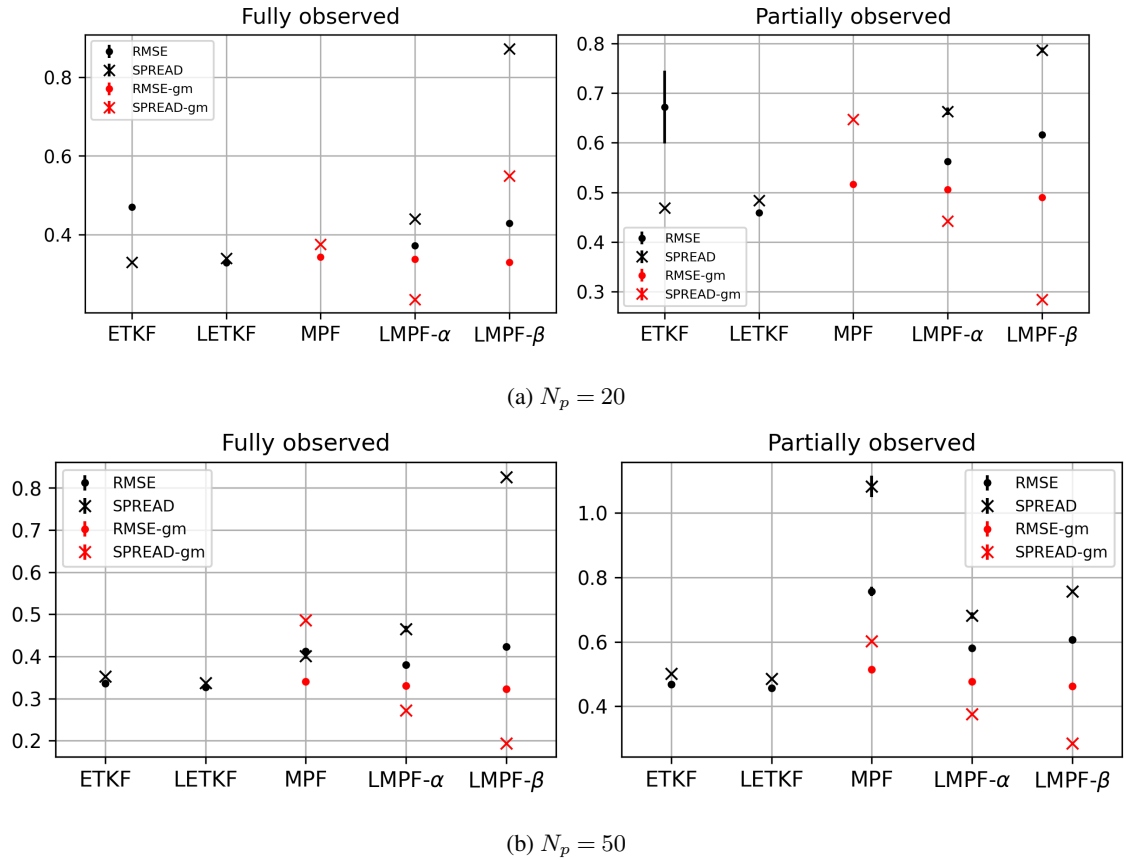 Fully observed
Partially observed
RMSE
SPREAD
RMSE-gm
SPREAD-gm
0.8
0.6
0.4
ETKF
LETKF
MPF
LMPF-α
LMPF-β
0.8
0.7
0.6
0.5
0.4
0.3
RMSE
SPREAD
RMSE-gm
SPREAD-gm
ETKF
LETKF
MPF
LMPF-α
LMPF-β
(a) N_p = 20
Fully observed
Partially observed
RMSE
SPREAD
RMSE-gm
SPREAD-gm
0.8
0.7
0.6
0.5
0.4
0.3
0.2
ETKF
LETKF
MPF
LMPF-α
LMPF-β
RMSE
SPREAD
RMSE-gm
SPREAD-gm
1.0
0.8
0.6
0.4
ETKF
LETKF
MPF
LMPF-α
LMPF-β
(b) N_p = 50